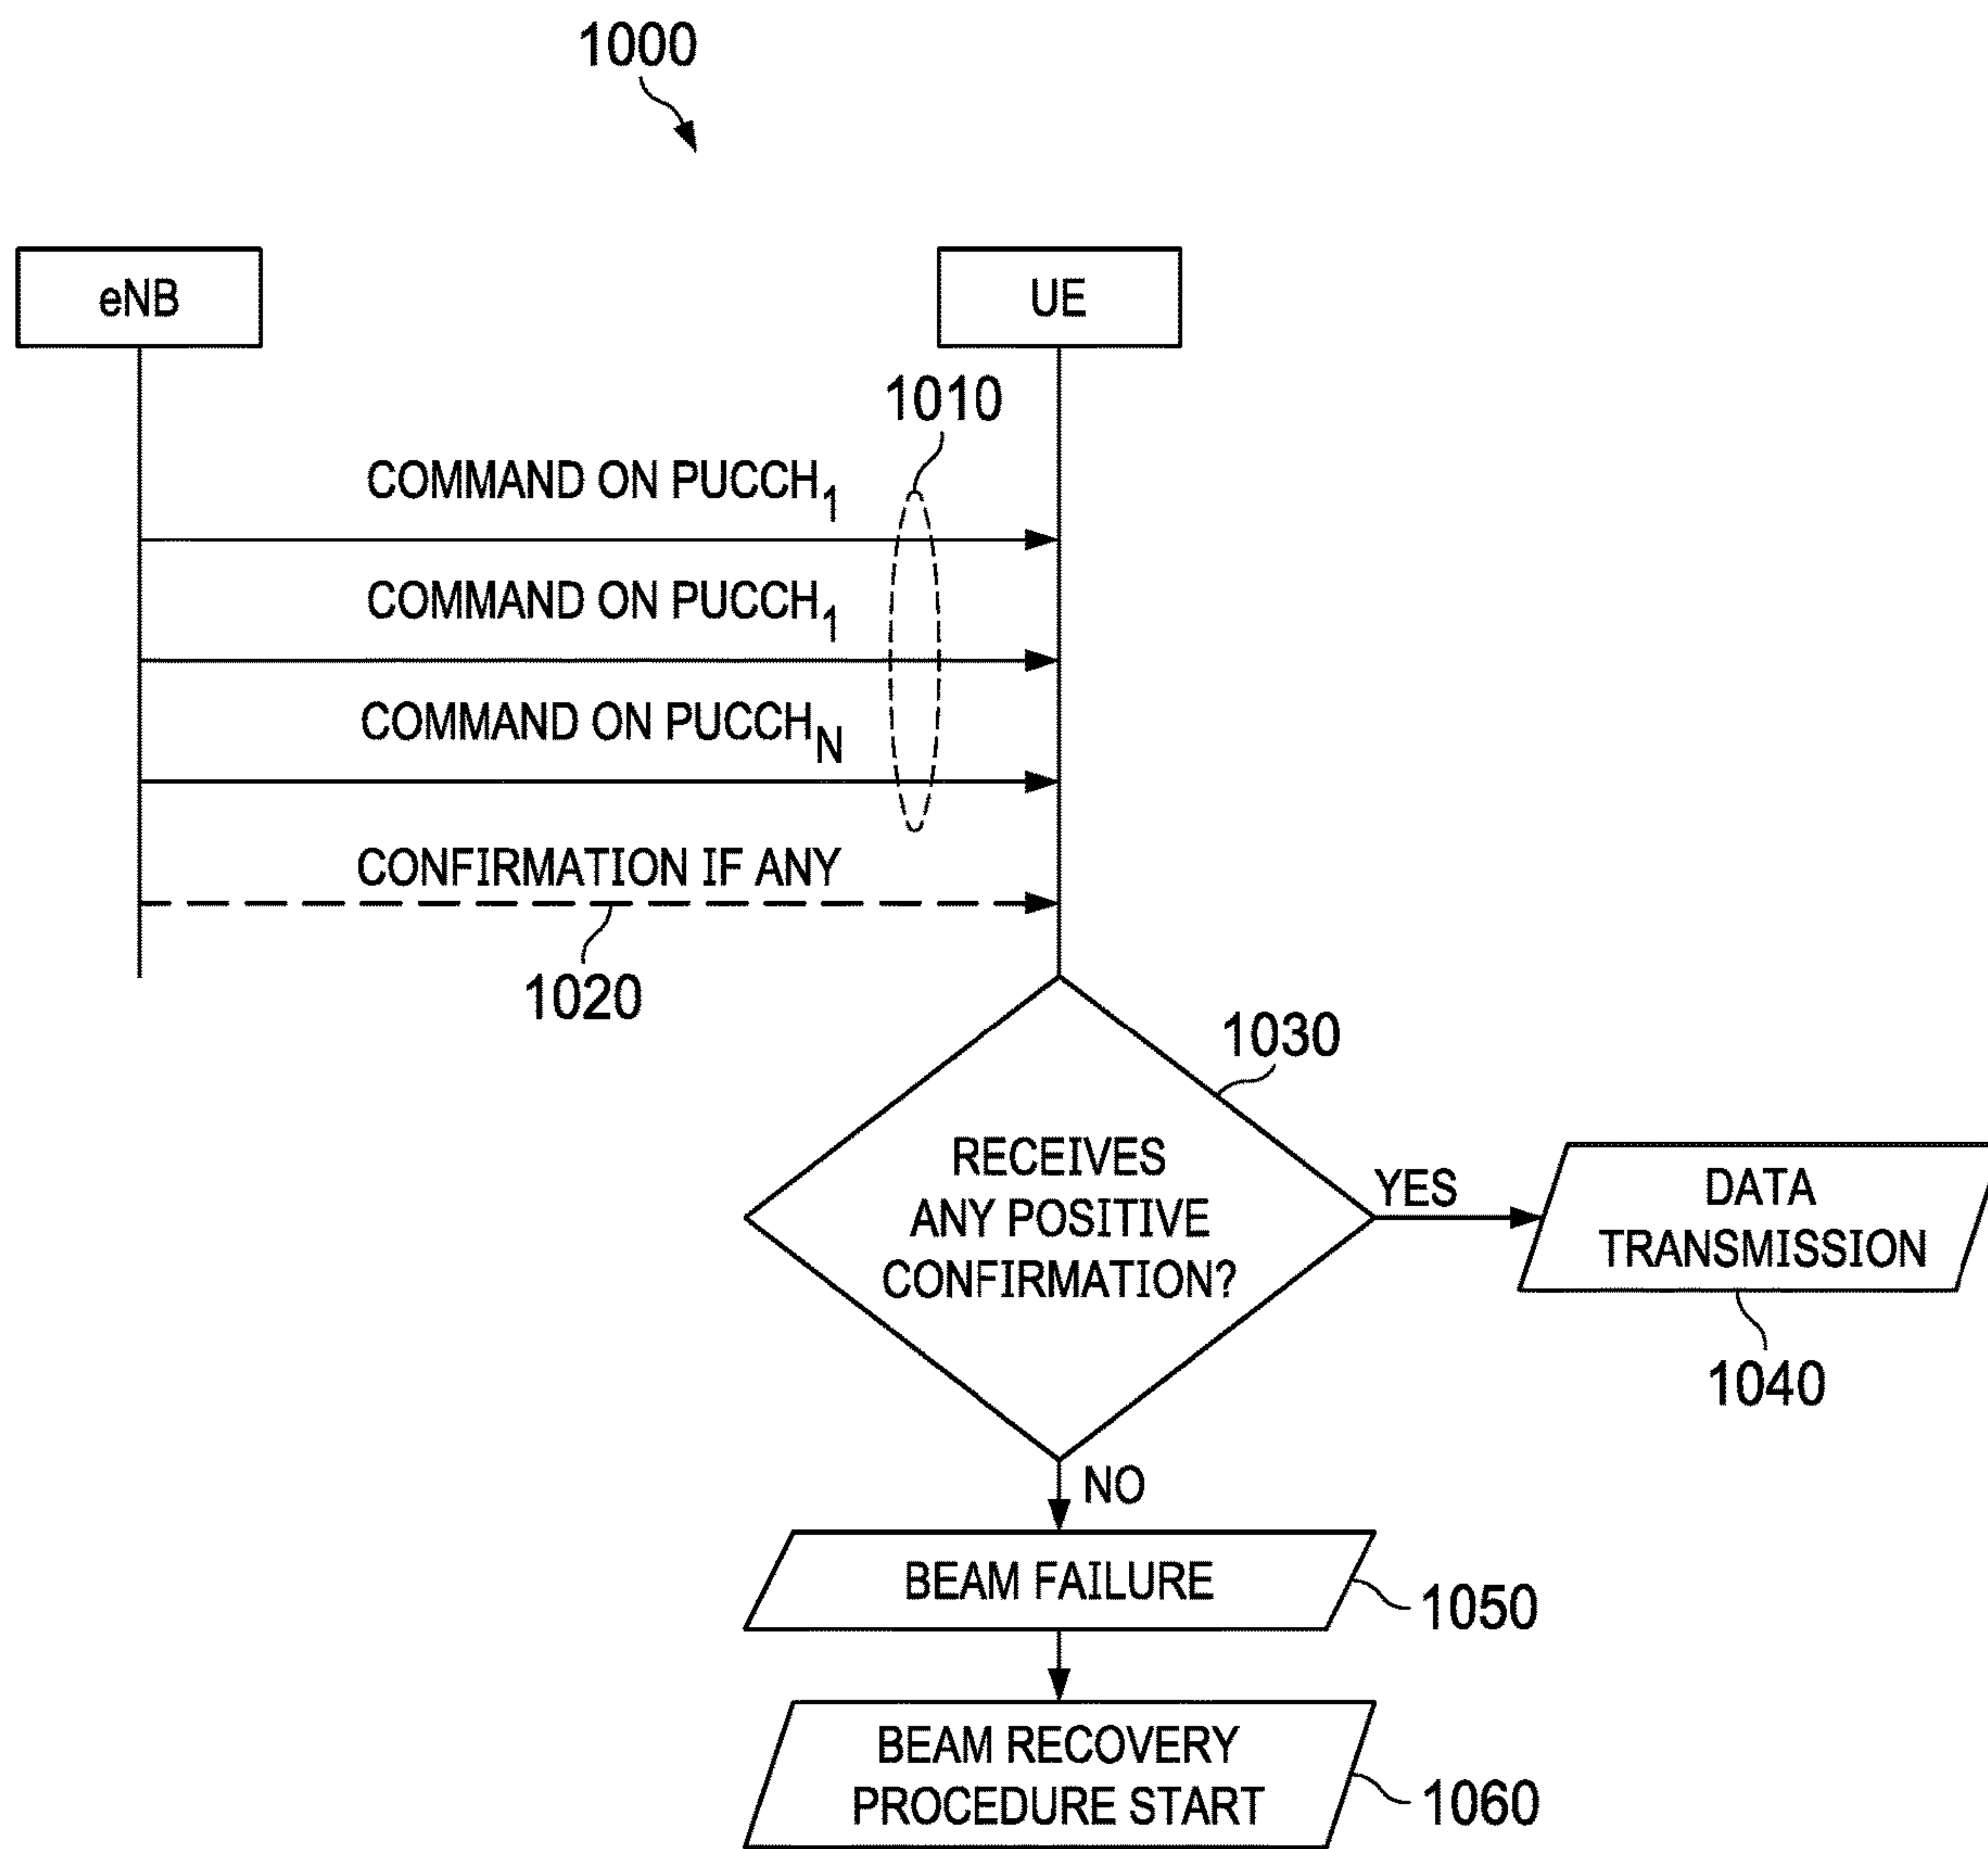 1000
eNB
UE
1010
COMMAND ON PUCCH1
COMMAND ON PUCCH1
COMMAND ON PUCCHN
CONFIRMATION IF ANY
1020
1030
RECEIVES
ANY POSITIVE
CONFIRMATION?
YES
DATA
TRANSMISSION
1040
NO
BEAM FAILURE
1050
BEAM RECOVERY
PROCEDURE START
1060